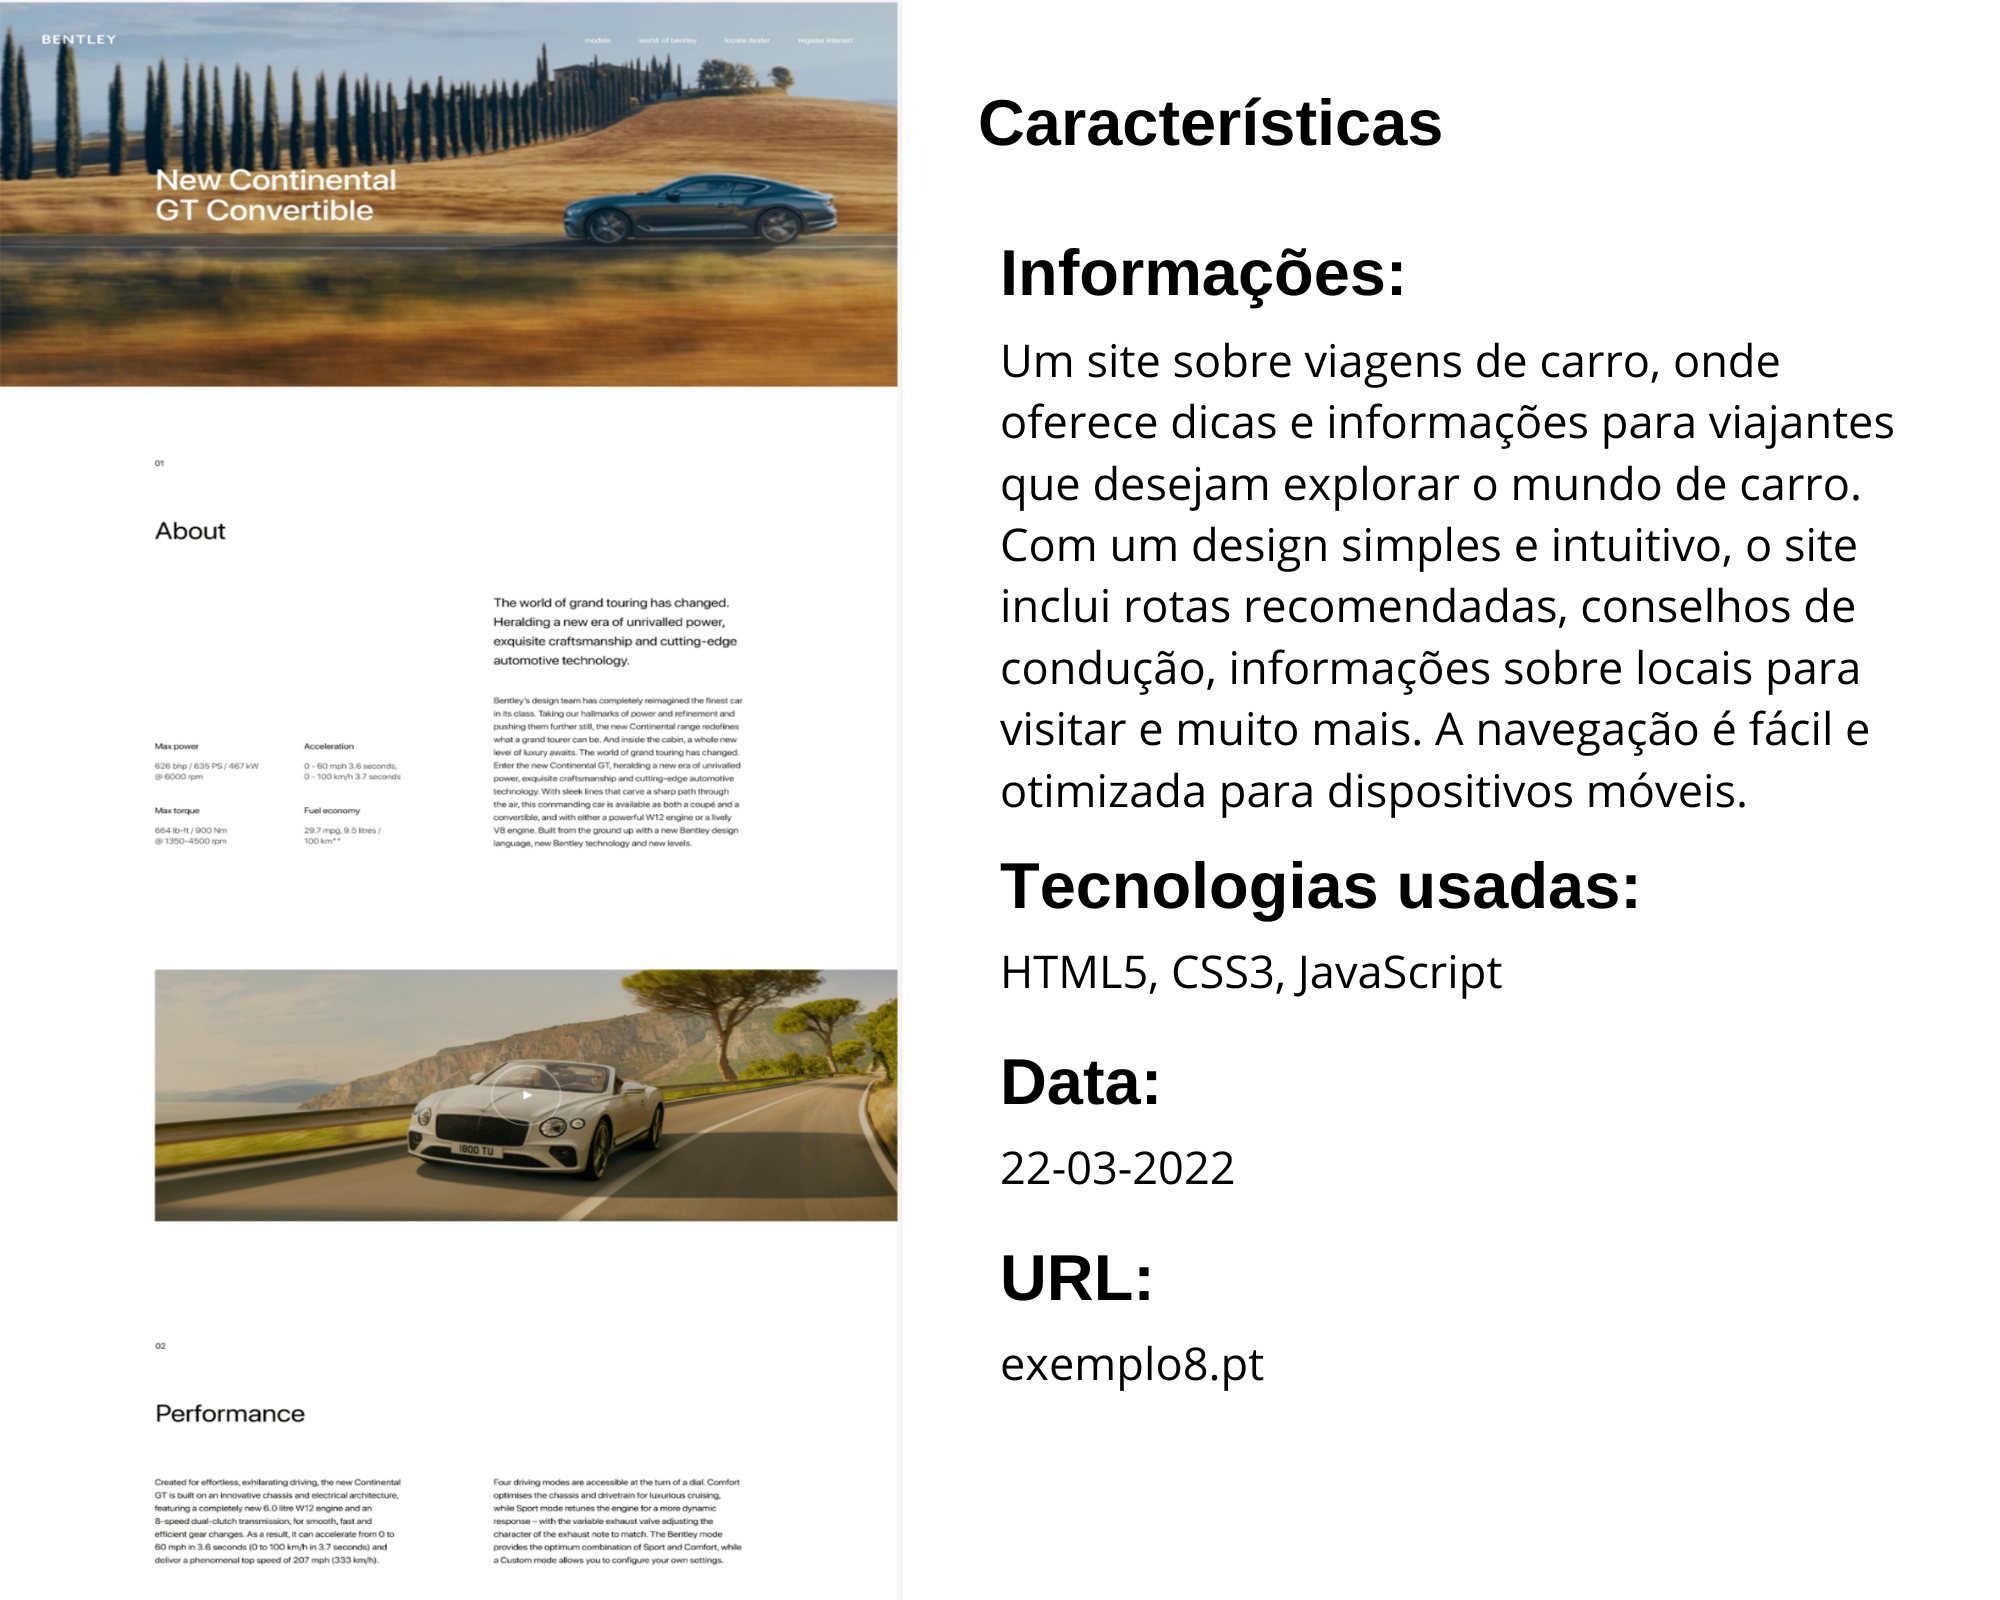 BENTLEY
models world of bentley locate dealer register interest
New Continental
GT Convertible
01
About
The world of grand touring has changed.
Heralding a new era of unrivalled power,
exquisite craftsmanship and cutting-edge
automotive technology.
Bentley's design team has completely reimagined the finest car
in its class. Taking our hallmarks of power and refinement and
pushing them further still, the new Continental range redefines
what a grand tourer can be. And inside the cabin, a whole new
level of luxury awaits. The world of grand touring has changed.
Enter the new Continental GT, heralding a new era of unrivalled
power, exquisite craftsmanship and cutting-edge automotive
technology. With sleek lines that carve a sharp path through
the air, this commanding car is available as both a coupé and a
convertible, and with either a powerful W12 engine or a lively
V8 engine. Built from the ground up with a new Bentley design
language, new Bentley technology and new levels.
Max power
626 bhp / 635 PS / 467 kW
@ 6000 rpm
Acceleration
0 - 60 mph 3.6 seconds,
0 - 100 km/h 3.7 seconds
Max torque
664 lb-ft / 900 Nm
@ 1350-4500 rpm
Fuel economy
29.7 mpg, 9.5 litres /
100 km**
1800 TU
02
Performance
Created for effortless, exhilarating driving, the new Continental
GT is built on an innovative chassis and electrical architecture,
featuring a completely new 6.0 litre W12 engine and an
8-speed dual-clutch transmission, for smooth, fast and
efficient gear changes. As a result, it can accelerate from 0 to
60 mph in 3.6 seconds (0 to 100 km/h in 3.7 seconds) and
deliver a phenomenal top speed of 207 mph (333 km/h).
Four driving modes are accessible at the turn of a dial. Comfort
optimises the chassis and drivetrain for luxurious cruising,
while Sport mode retunes the engine for a more dynamic
response – with the variable exhaust valve adjusting the
character of the exhaust note to match. The Bentley mode
provides the optimum combination of Sport and Comfort, while
a Custom mode allows you to configure your own settings.
Características
Informações:
Um site sobre viagens de carro, onde
oferece dicas e informações para viajantes
que desejam explorar o mundo de carro.
Com um design simples e intuitivo, o site
inclui rotas recomendadas, conselhos de
condução, informações sobre locais para
visitar e muito mais. A navegação é fácil e
otimizada para dispositivos móveis.
Tecnologias usadas:
HTML5, CSS3, JavaScript
Data:
22-03-2022
URL:
exemplo8.pt